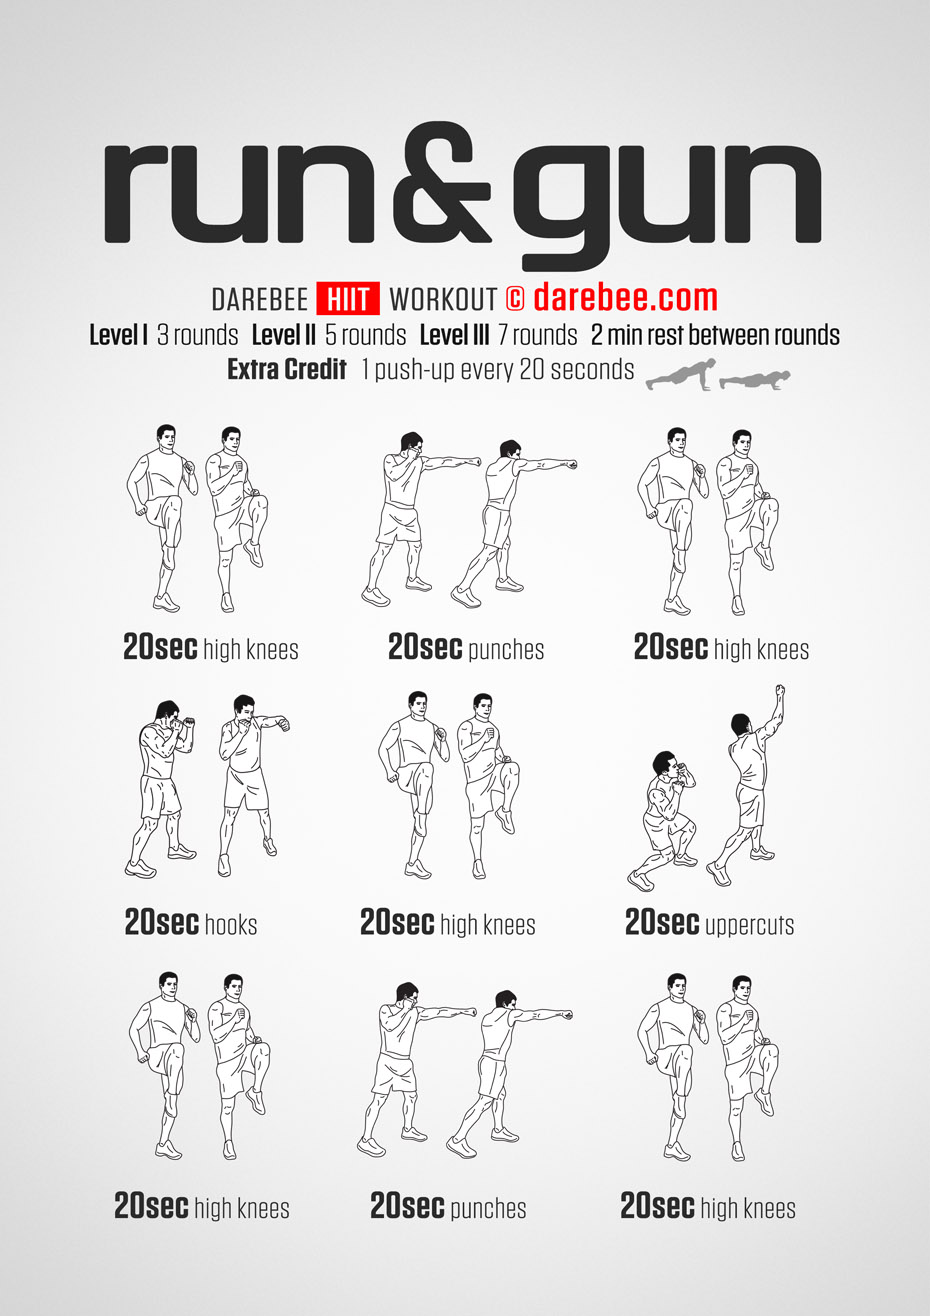 run & gun
DAREBEE HIIT WORKOUT © darebee.com
Level I 3 rounds Level II 5 rounds Level III 7 rounds 2 min rest between rounds
Extra Credit 1 push-up every 20 seconds
20sec high knees 20sec punches 20sec high knees
20sec hooks 20sec high knees 20sec uppercuts
20sec high knees 20sec punches 20sec high knees